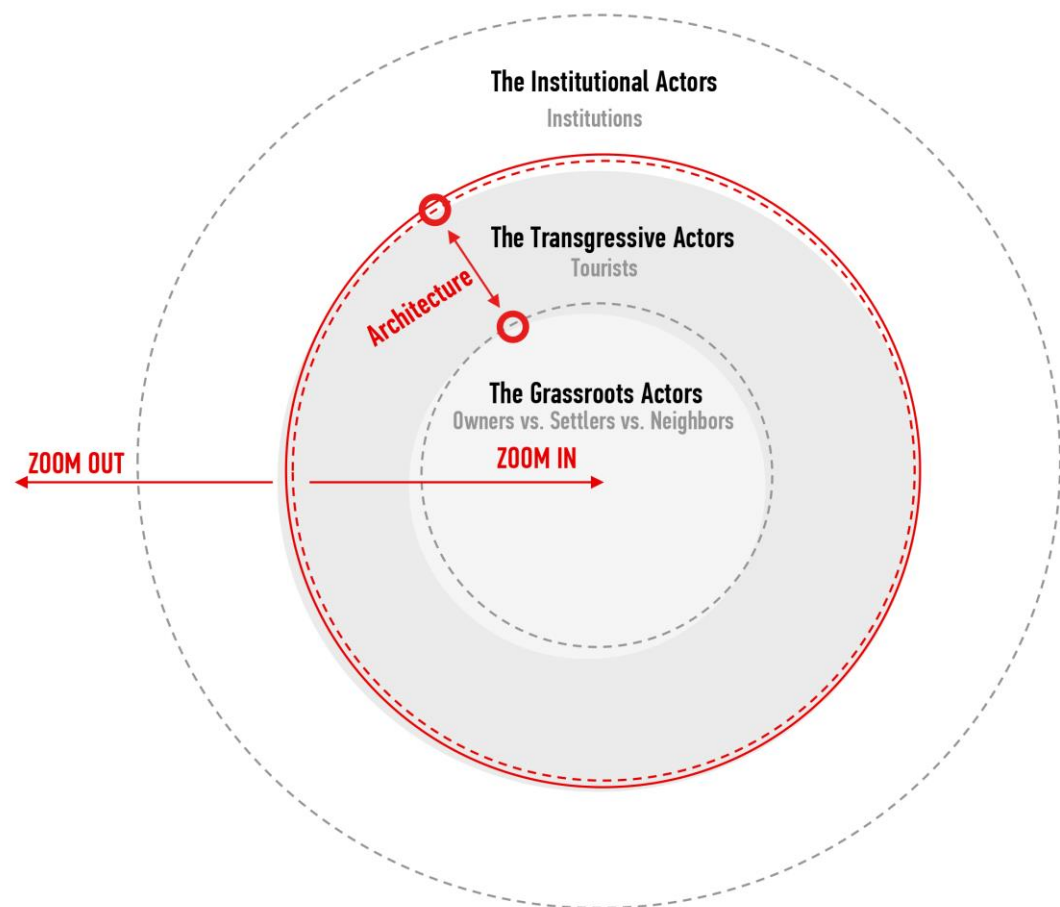 The Institutional Actors
Institutions
The Transgressive Actors
Tourists
Architecture
The Grassroots Actors
Owners vs. Settlers vs. Neighbors
ZOOM OUT
ZOOM IN